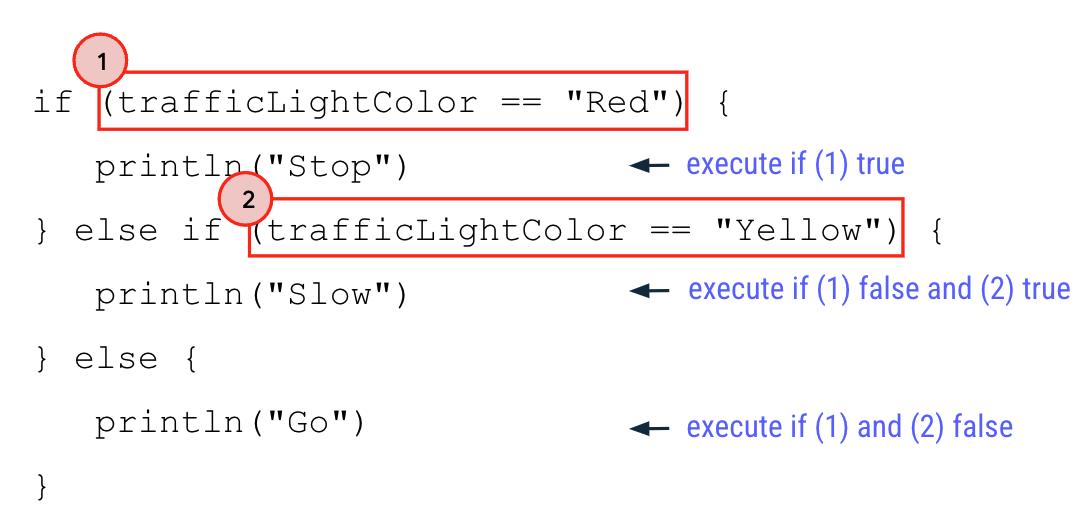 1
if (trafficLightColor == "Red") {
println("Stop") execute if (1) true
2
} else if (trafficLightColor == "Yellow") {
println("Slow") execute if (1) false and (2) true
} else {
println("Go") execute if (1) and (2) false
}